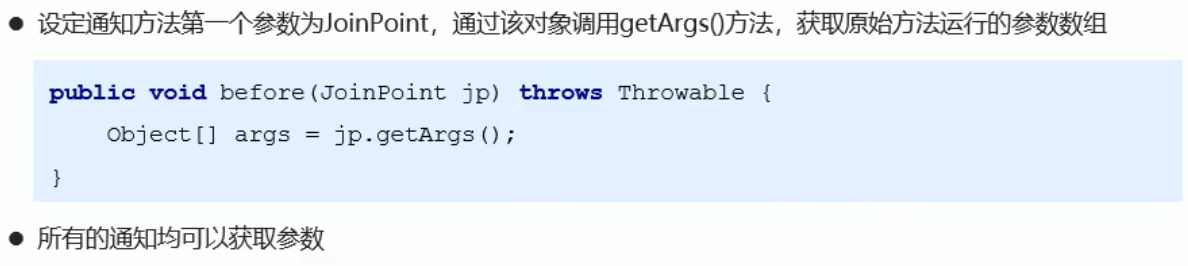 ● 设定通知方法第一个参数为JoinPoint，通过该对象调用getArgs()方法，获取原始方法运行的参数数组
public void before(JoinPoint jp) throws Throwable {
    Object[] args = jp.getArgs();
}
● 所有的通知均可以获取参数